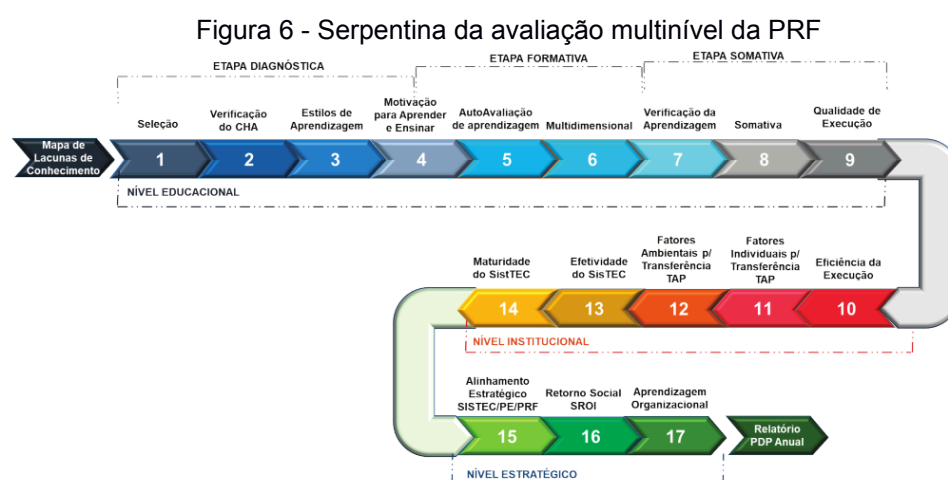 Figura 6 - Serpentina da avaliação multinível da PRF
ETAPA DIAGNÓSTICA
ETAPA FORMATIVA
ETAPA SOMATIVA
Mapa de
Lacunas de
Conhecimento
Seleção
1
Verificação
do CHA
2
Estilos de
Aprendizagem
3
Motivação
para Aprender
e Ensinar
4
AutoAvaliação
de aprendizagem
5
Multidimensional
6
Verificação da
Aprendizagem
7
Somativa
8
Qualidade de
Execução
9
NÍVEL EDUCACIONAL
Maturidade
do SistTEC
14
Efetividade
do SisTEC
13
Fatores
Ambientais p/
Transferência
TAP
12
Fatores
Individuais p/
Transferência
TAP
11
Eficiência da
Execução
10
NÍVEL INSTITUCIONAL
Alinhamento
Estratégico
SISTEC/PE/PRF
15
Retorno Social
SROI
16
Aprendizagem
Organizacional
17
Relatório
PDP Anual
NÍVEL ESTRATÉGICO